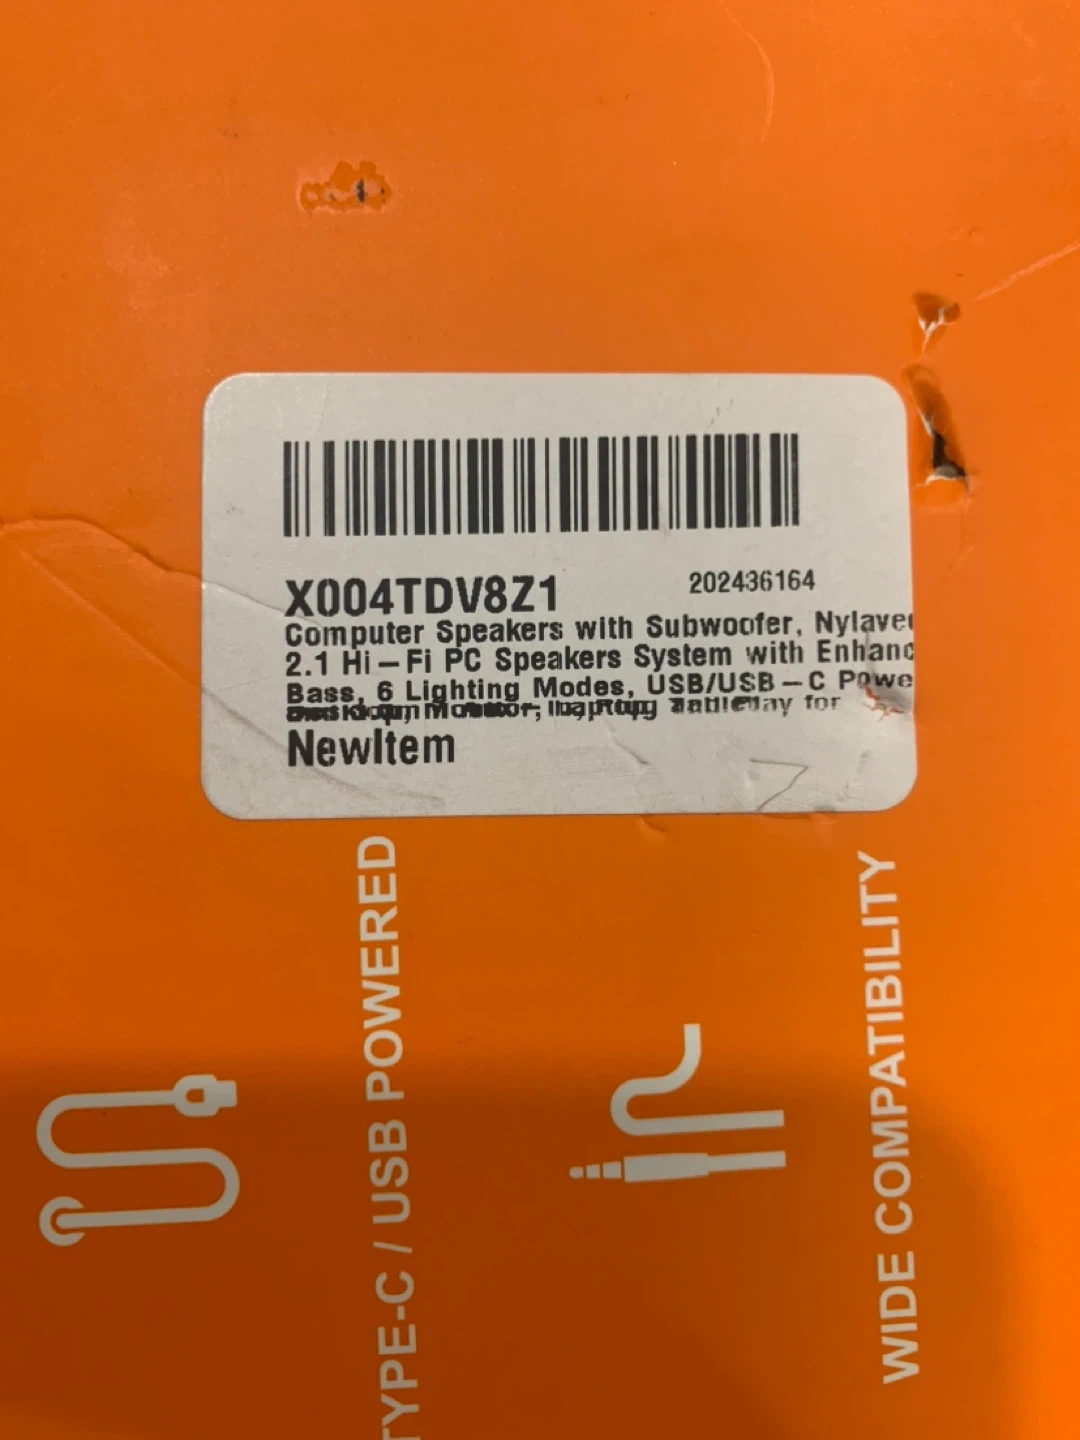 X004TDV8Z1
202436164
Computer Speakers with Subwoofer, Nylave
2.1 Hi-Fi PC Speakers System with Enhanc
Bass, 6 Lighting Modes, USB/USB-C Powe
for
NewItem
TYPE-C / USB POWERED
WIDE COMPATIBILITY